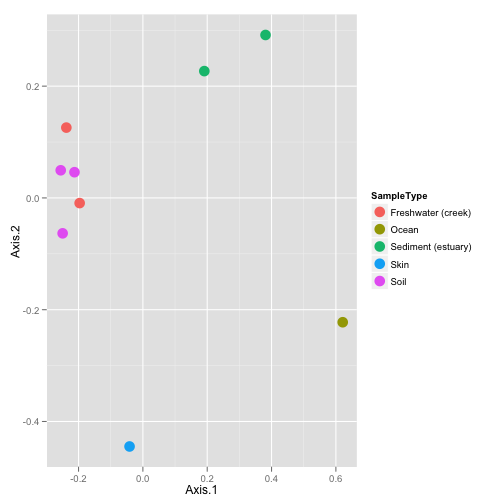 0.2
0.0
-0.2
-0.4
Axis.2
-0.2 0.0 0.2 0.4 0.6
Axis.1
SampleType
Freshwater (creek)
Ocean
Sediment (estuary)
Skin
Soil